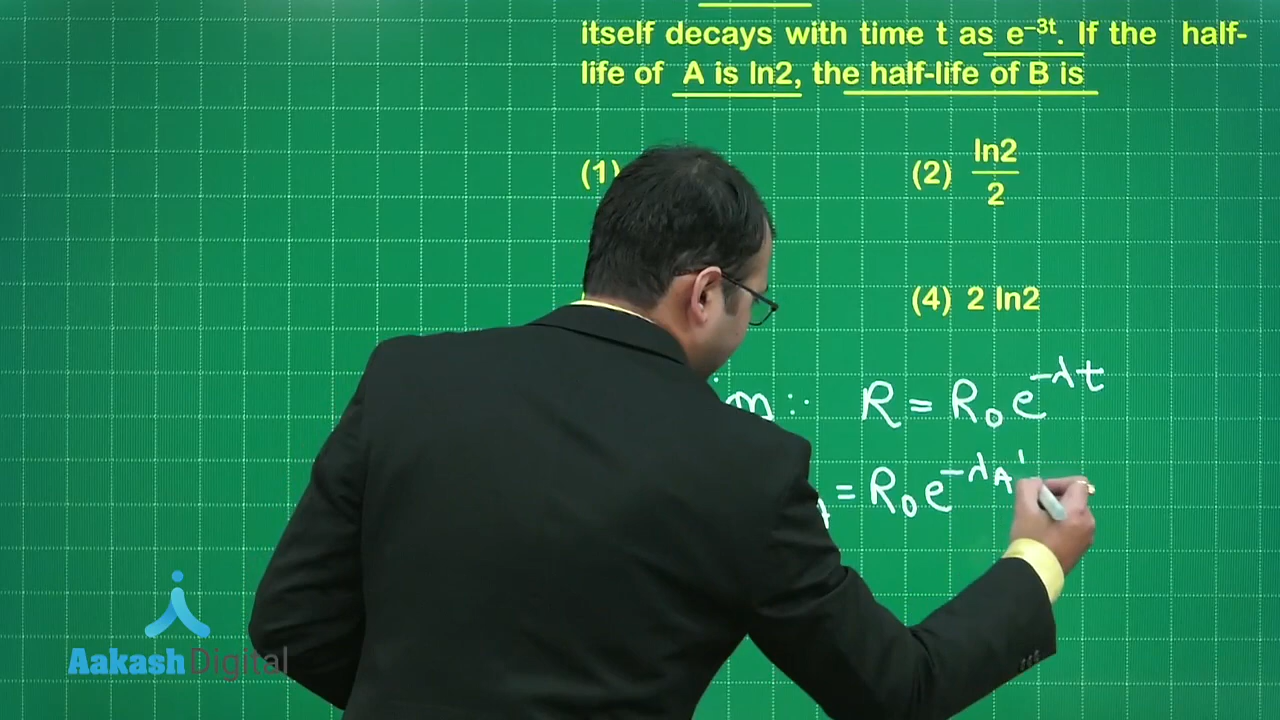 itself decays with time t as e⁻³ᵗ. If the half-
life of A is ln2, the half-life of B is
(1)
(2) ln2/2
(4) 2 ln2
R = R₀e^(-λt)
= R₀e^(-λA
Aakash Digital